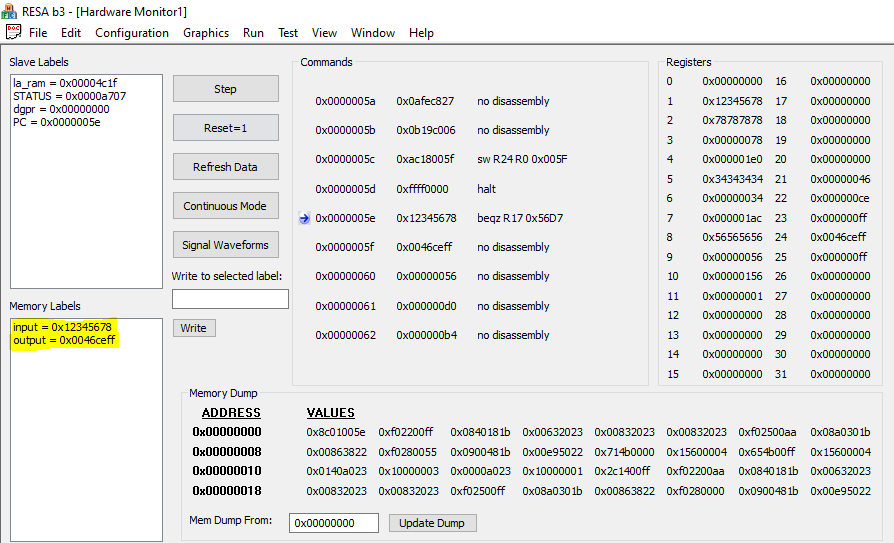 RESA b3 - [Hardware Monitor1]
File Edit Configuration Graphics Run Test View Window Help
Slave Labels
la_ram = 0x00004c1f
STATUS = 0x0000a707
dgpr = 0x00000000
PC = 0x0000005e
Step
Reset=1
Refresh Data
Continuous Mode
Signal Waveforms
Write to selected label:
Write
Memory Labels
input = 0x12345678
output = 0x0046ceff
Commands
0x0000005a 0x0afec827 no disassembly
0x0000005b 0x0b19c006 no disassembly
0x0000005c 0xac18005f sw R24 R0 0x005F
0x0000005d 0xffff0000 halt
0x0000005e 0x12345678 beqz R17 0x56D7
0x0000005f 0x0046ceff no disassembly
0x00000060 0x00000056 no disassembly
0x00000061 0x000000d0 no disassembly
0x00000062 0x000000b4 no disassembly
Registers
0 0x00000000 16 0x00000000
1 0x12345678 17 0x00000000
2 0x78787878 18 0x00000000
3 0x00000078 19 0x00000000
4 0x000001e0 20 0x00000000
5 0x34343434 21 0x00000046
6 0x00000034 22 0x000000ce
7 0x000001ac 23 0x000000ff
8 0x56565656 24 0x0046ceff
9 0x00000056 25 0x000000ff
10 0x00000156 26 0x00000000
11 0x00000001 27 0x00000000
12 0x00000000 28 0x00000000
13 0x00000000 29 0x00000000
14 0x00000000 30 0x00000000
15 0x00000000 31 0x00000000
Memory Dump
ADDRESS VALUES
0x00000000 0x8c01005e 0xf02200ff 0x0840181b 0x00632023 0x00832023 0x00832023 0xf02500aa 0x08a0301b
0x00000008 0x00863822 0xf0280055 0x0900481b 0x00e95022 0x714b0000 0x15600004 0x654b00ff 0x15600004
0x00000010 0x0140a023 0x10000003 0x0000a023 0x10000001 0x2c1400ff 0xf02200aa 0x0840181b 0x00632023
0x00000018 0x00832023 0x00832023 0xf02500ff 0x08a0301b 0x00863822 0xf0280000 0x0900481b 0x00e95022
Mem Dump From: 0x00000000 Update Dump